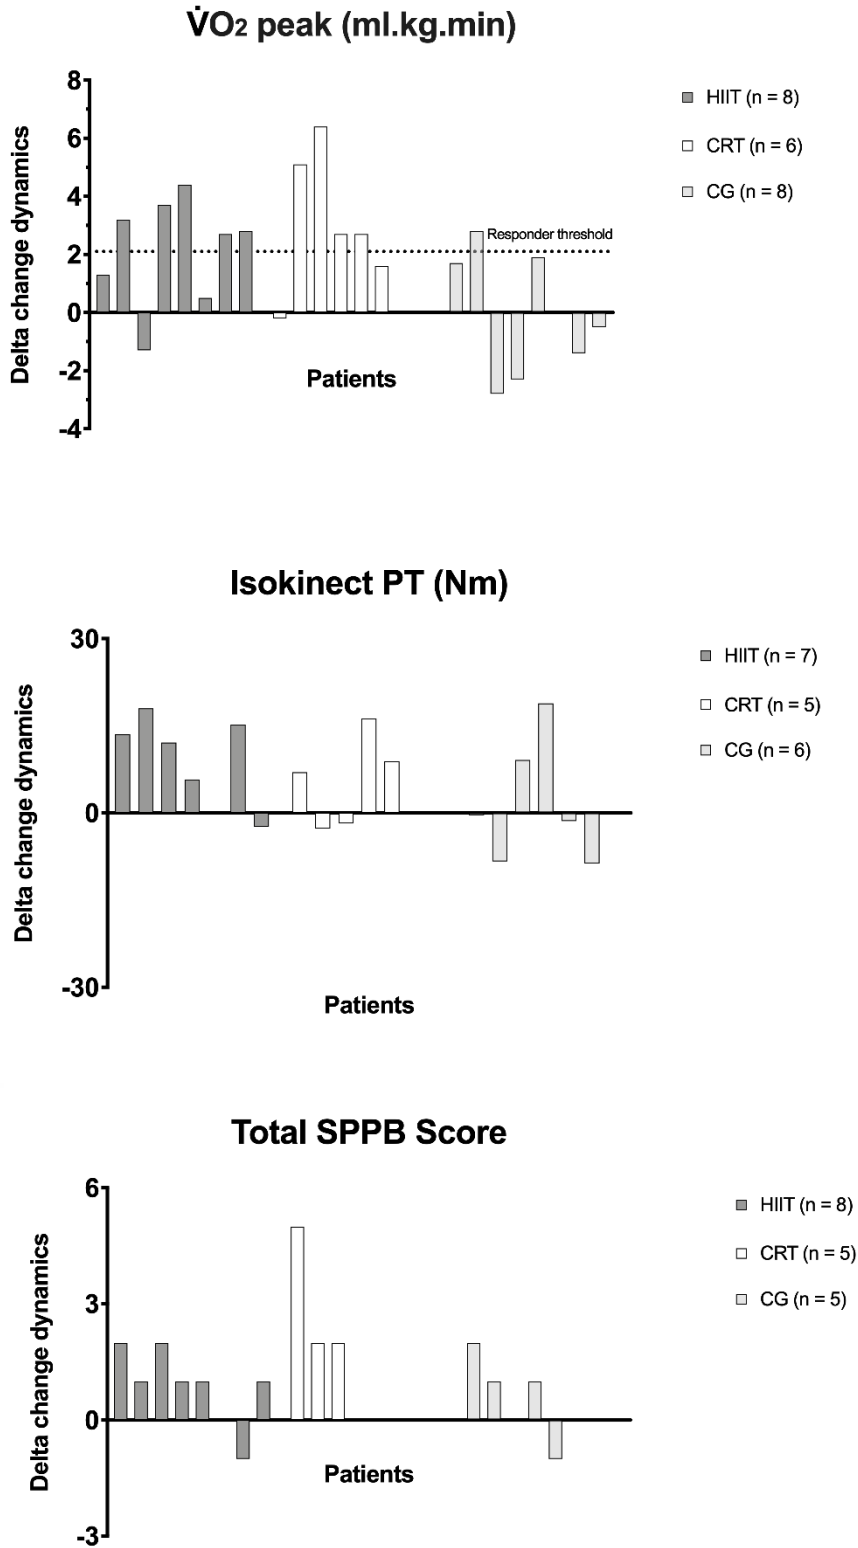 V̇O2 peak (ml.kg.min)
8
6
4
2
0
-2
-4
Delta change dynamics
Responder threshold
Patients
HIIT (n = 8)
CRT (n = 6)
CG (n = 8)
Isokinect PT (Nm)
30
0
-30
Delta change dynamics
Patients
HIIT (n = 7)
CRT (n = 5)
CG (n = 6)
Total SPPB Score
6
3
0
-3
Delta change dynamics
Patients
HIIT (n = 8)
CRT (n = 5)
CG (n = 5)